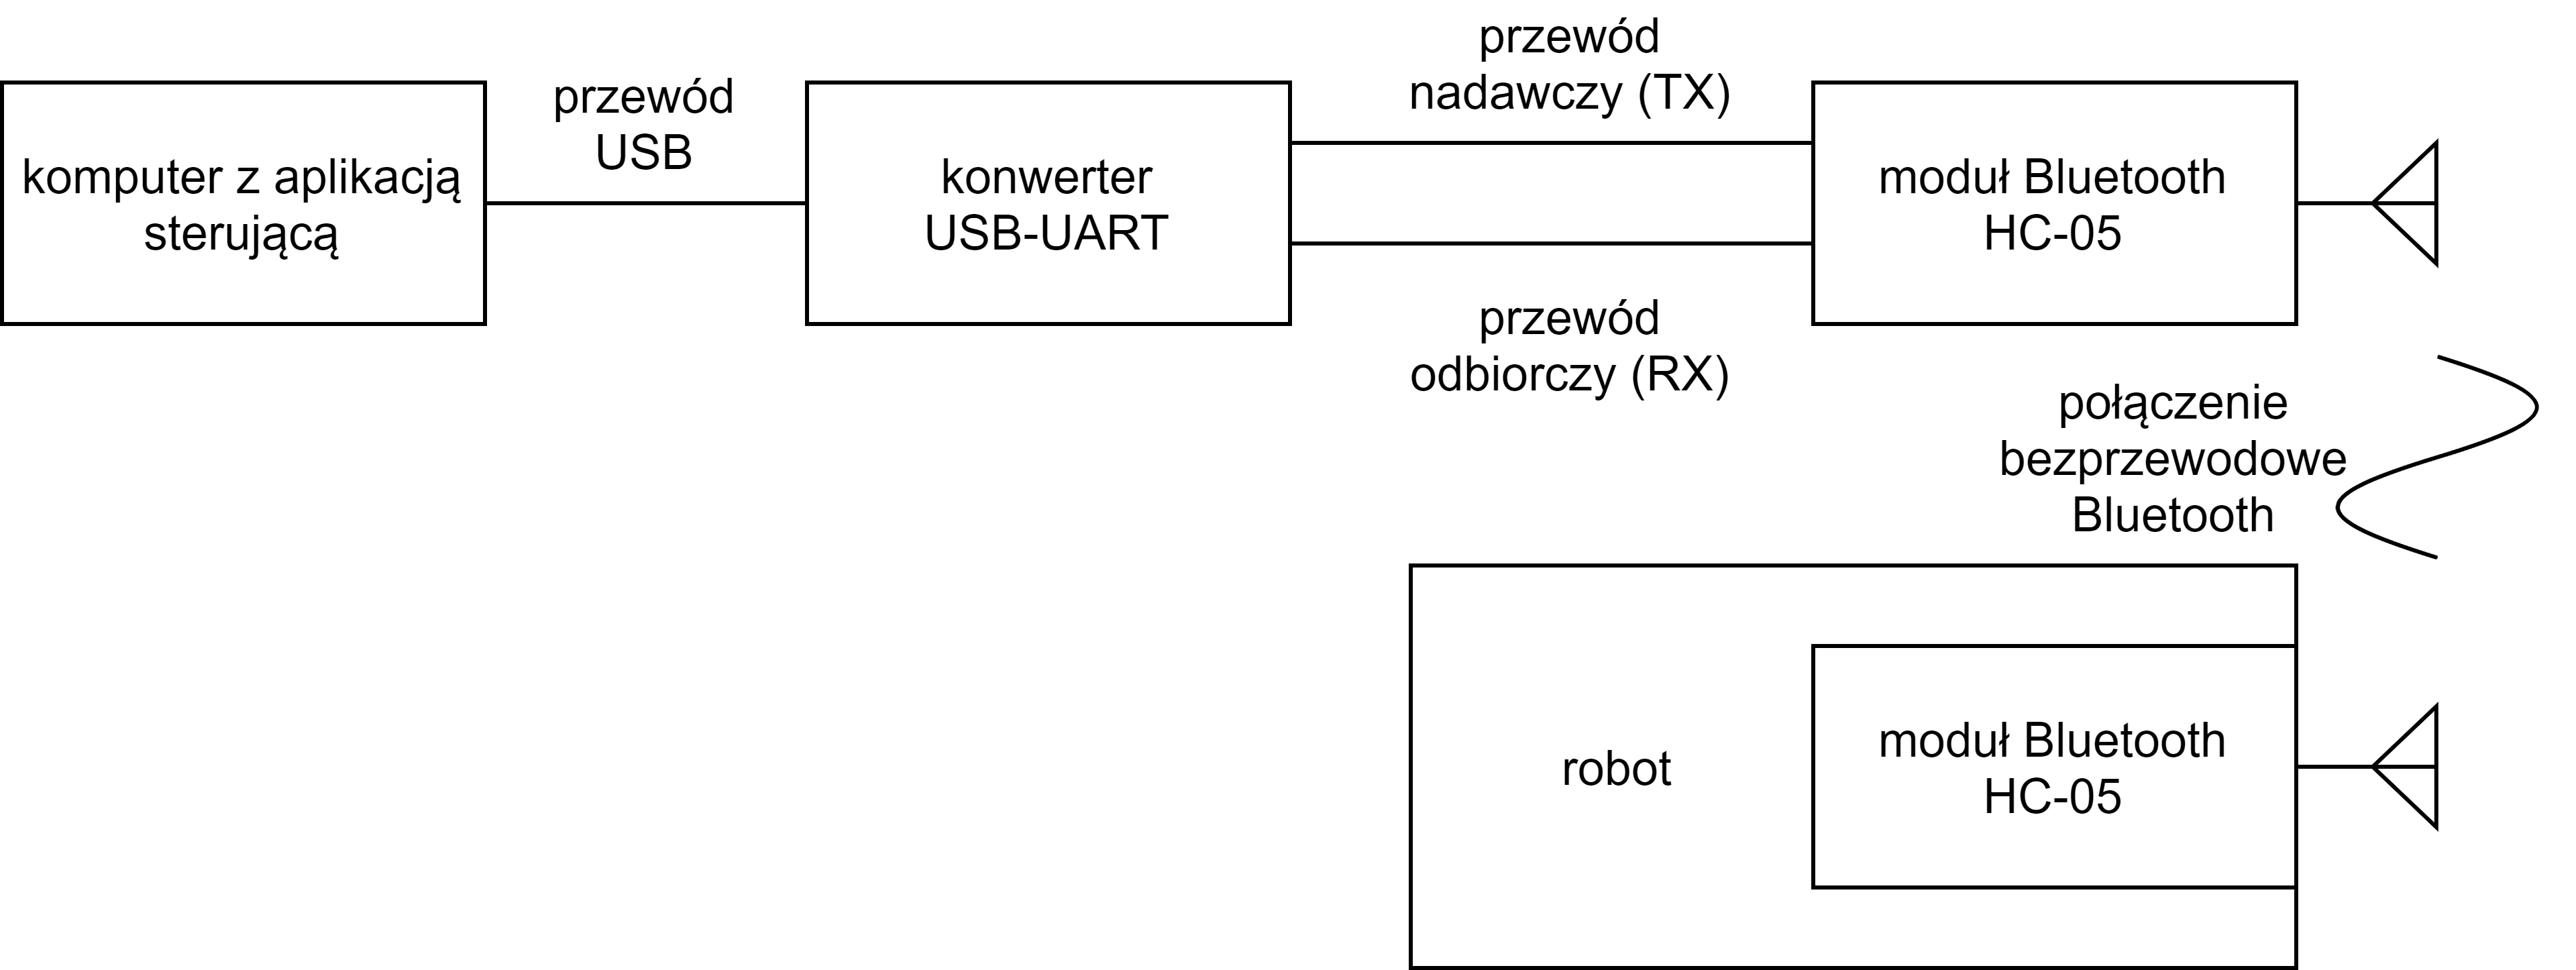 komputer z aplikacją
sterującą
przewód
USB
konwerter
USB-UART
przewód
nadawczy (TX)
przewód
odbiorczy (RX)
moduł Bluetooth
HC-05
połączenie
bezprzewodowe
Bluetooth
robot
moduł Bluetooth
HC-05